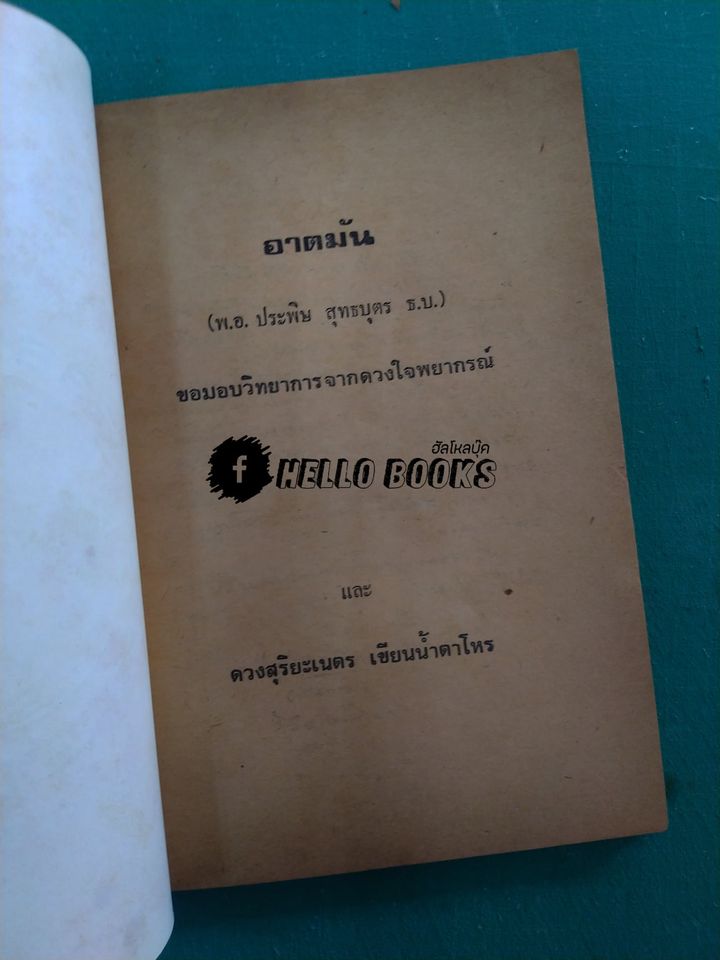 อาตมัน
(พ.อ. ประพิษ สุทธบุตร ธ.บ.)
ขอมอบวิทยาการจากดวงใจพยากรณ์
ฮัลโหลบุ๊ค
f HELLO BOOKS
และ
ดวงสุริยะเนตร เขียนน้ำตาโหร